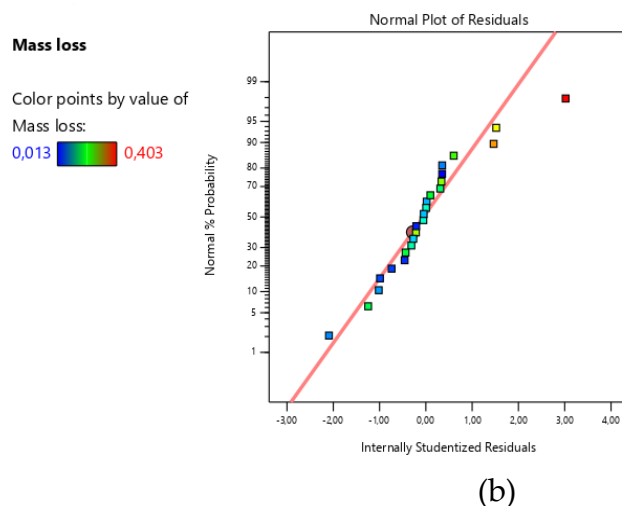 Mass loss
Color points by value of
Mass loss:
0,013 0,403
Normal Plot of Residuals
Normal % Probability
99
95
90
80
70
50
30
20
10
5
1
-3,00 -2,00 -1,00 0,00 1,00 2,00 3,00 4,00
Internally Studentized Residuals
(b)